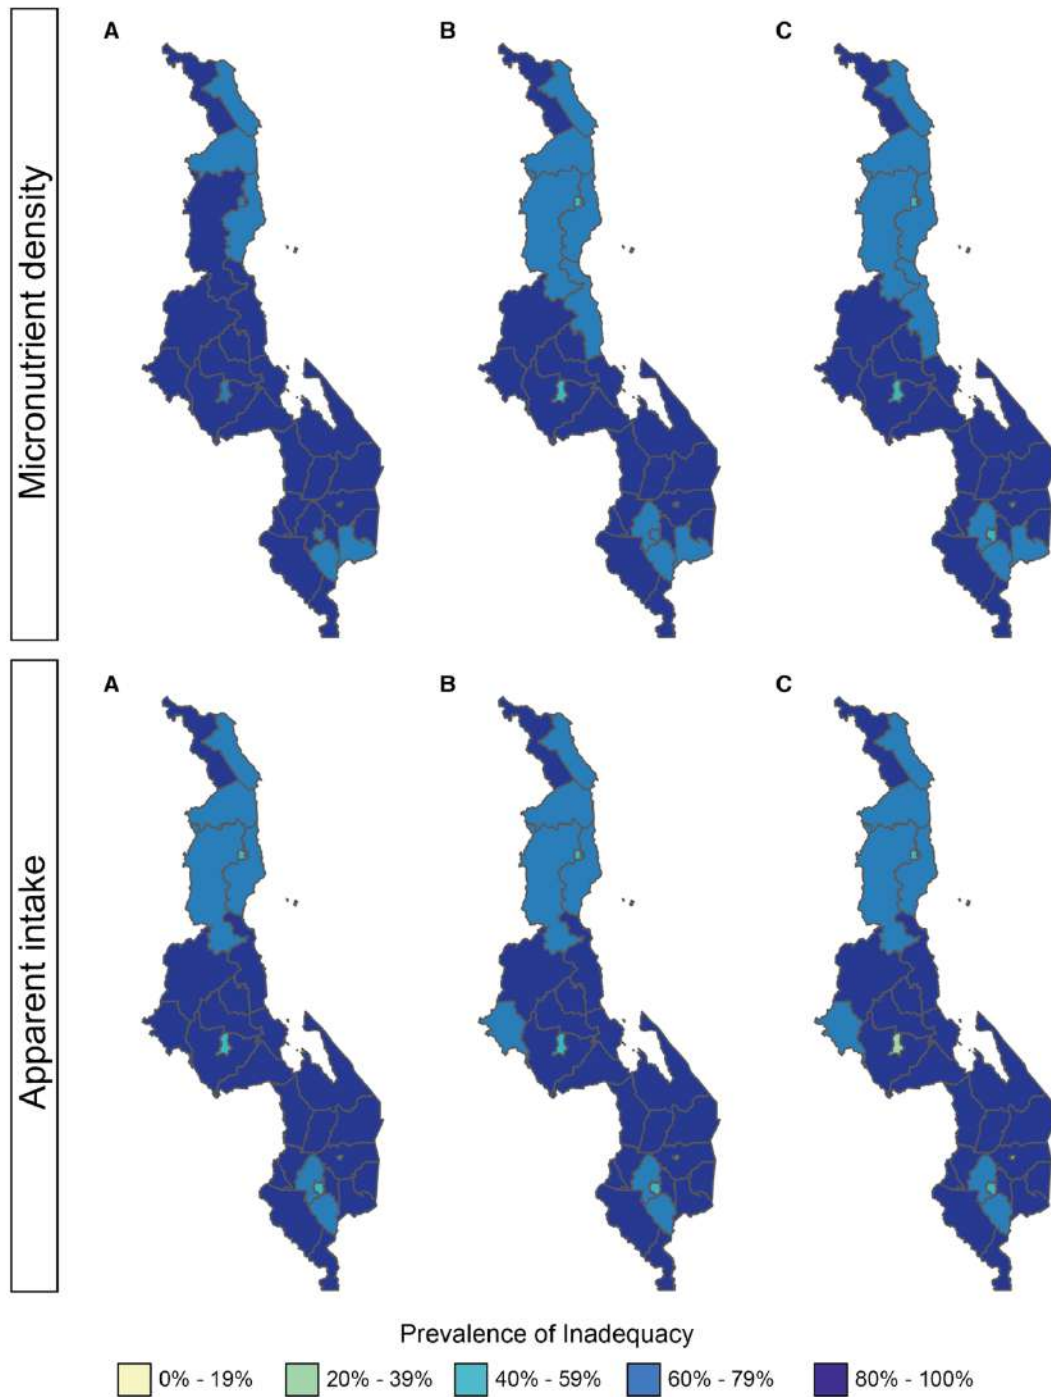 Micronutrient density
A
B
C
Apparent intake
A
B
C
Prevalence of Inadequacy
0% - 19%
20% - 39%
40% - 59%
60% - 79%
80% - 100%